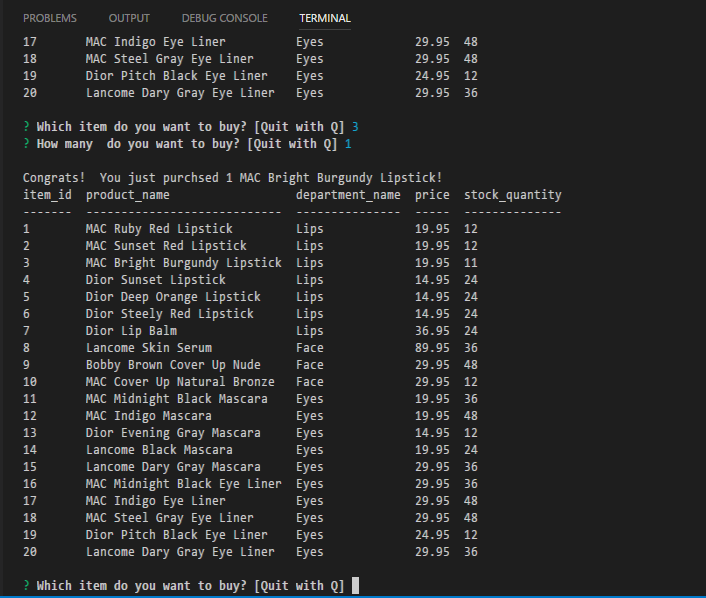 PROBLEMS OUTPUT DEBUG CONSOLE TERMINAL
17 MAC Indigo Eye Liner Eyes 29.95 48
18 MAC Steel Gray Eye Liner Eyes 29.95 48
19 Dior Pitch Black Eye Liner Eyes 24.95 12
20 Lancome Dary Gray Eye Liner Eyes 29.95 36
? Which item do you want to buy? [Quit with Q] 3
? How many  do you want to buy? [Quit with Q] 1
Congrats!  You just purchsed 1 MAC Bright Burgundy Lipstick!
item_id product_name department_name price stock_quantity
------- ---------------------------- --------------- ----- --------------
1 MAC Ruby Red Lipstick Lips 19.95 12
2 MAC Sunset Red Lipstick Lips 19.95 12
3 MAC Bright Burgundy Lipstick Lips 19.95 11
4 Dior Sunset Lipstick Lips 14.95 24
5 Dior Deep Orange Lipstick Lips 14.95 24
6 Dior Steely Red Lipstick Lips 14.95 24
7 Dior Lip Balm Lips 36.95 24
8 Lancome Skin Serum Face 89.95 36
9 Bobby Brown Cover Up Nude Face 29.95 48
10 MAC Cover Up Natural Bronze Face 29.95 12
11 MAC Midnight Black Mascara Eyes 19.95 36
12 MAC Indigo Mascara Eyes 19.95 48
13 Dior Evening Gray Mascara Eyes 14.95 12
14 Lancome Black Mascara Eyes 19.95 24
15 Lancome Dary Gray Mascara Eyes 29.95 36
16 MAC Midnight Black Eye Liner Eyes 29.95 36
17 MAC Indigo Eye Liner Eyes 29.95 48
18 MAC Steel Gray Eye Liner Eyes 29.95 48
19 Dior Pitch Black Eye Liner Eyes 24.95 12
20 Lancome Dary Gray Eye Liner Eyes 29.95 36
? Which item do you want to buy? [Quit with Q]